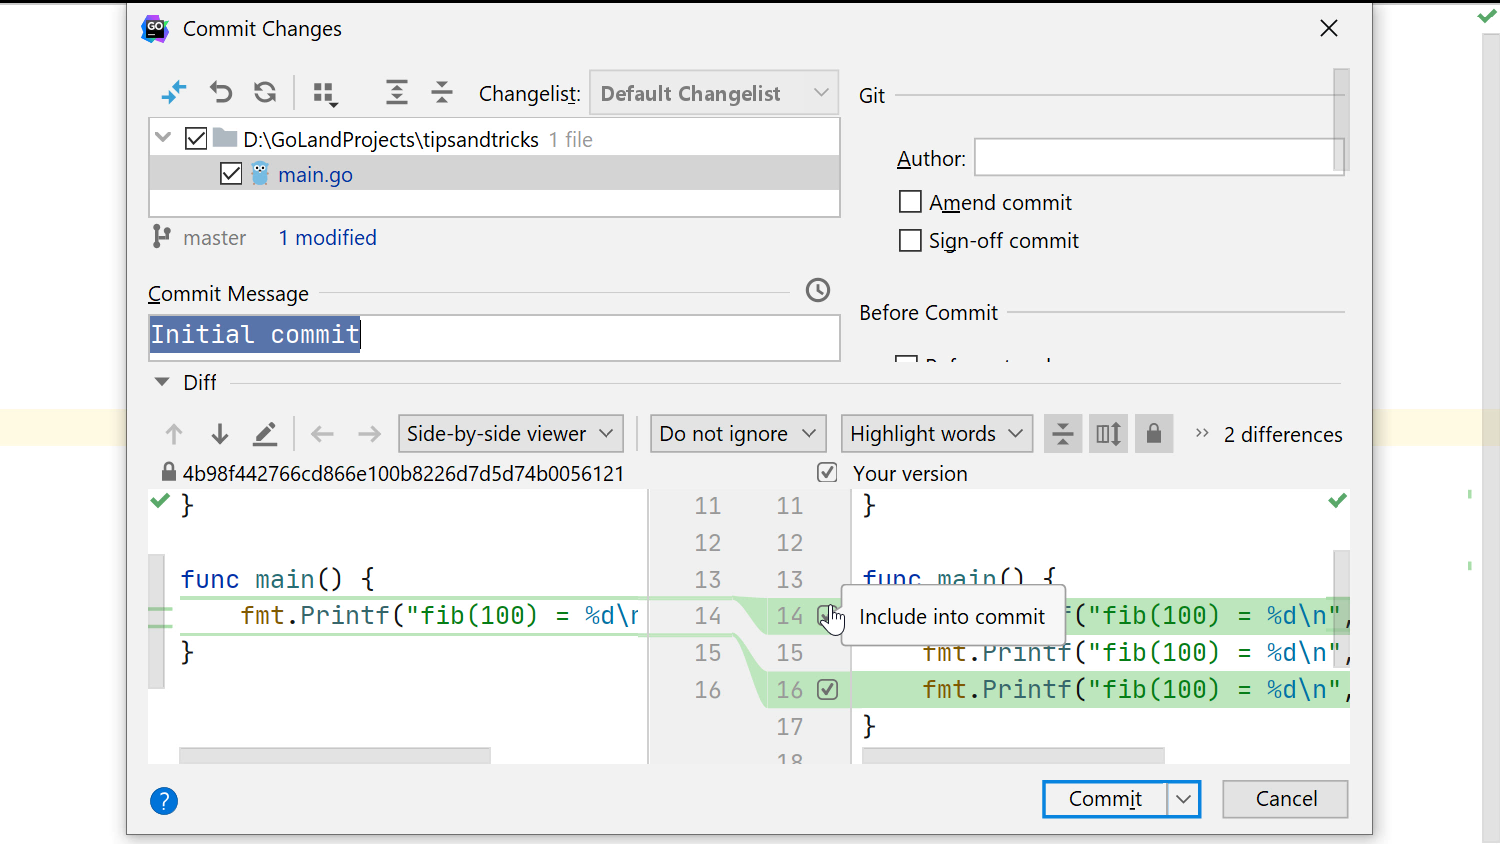 GO
Commit Changes
Changelist: Default Changelist
D:\GoLandProjects\tipsandtricks 1 file
main.go
master 1 modified
Commit Message
Initial commit
Git
Author:
Amend commit
Sign-off commit
Before Commit
Diff
Side-by-side viewer Do not ignore Highlight words 2 differences
4b98f442766cd866e100b8226d7d5d74b0056121 Your version
} 11 11 }
12 12
func main() { 13 13 func main() {
fmt.Printf("fib(100) = %d\n 14 14 Include into commit f("fib(100) = %d\n",
} 15 15 fmt.Printf("fib(100) = %d\n",
16 16 fmt.Printf("fib(100) = %d\n",
17 }
18
? Commit Cancel